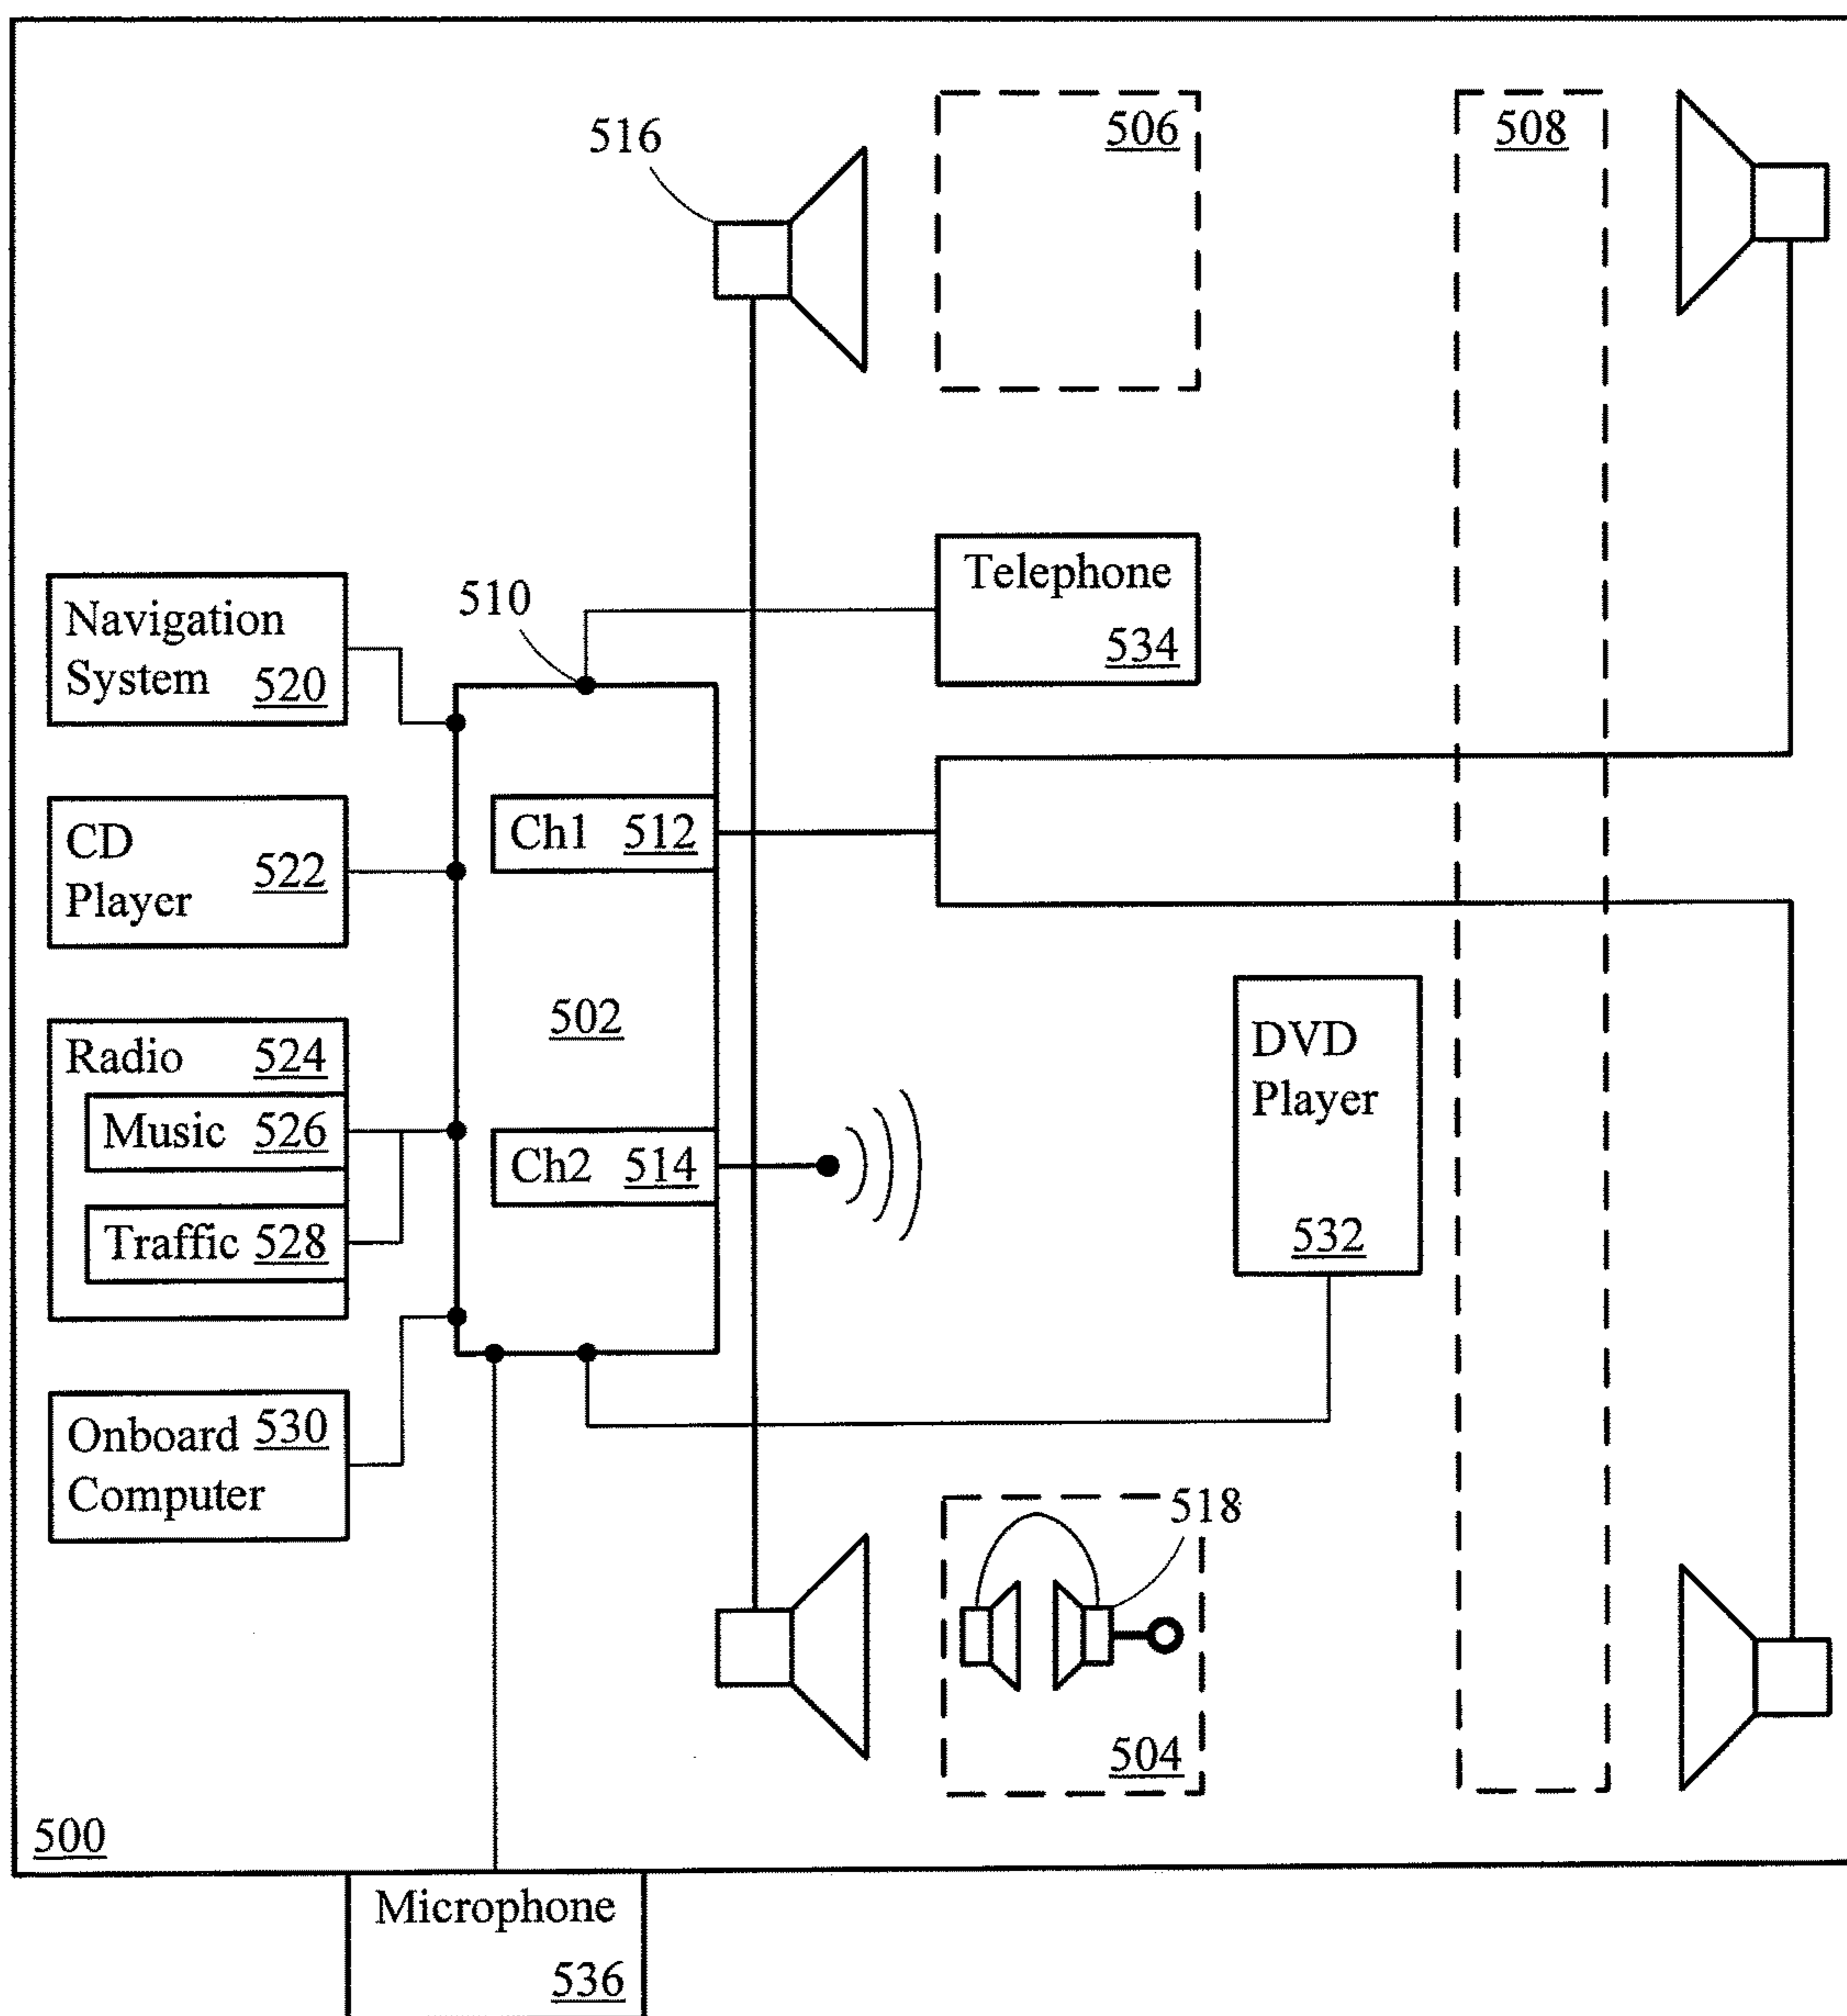 516
506
508
510
Telephone
534
Navigation
System 520
CD
Player 522
Ch1 512
502
DVD
Player
532
Radio 524
Music 526
Traffic 528
Ch2 514
Onboard 530
Computer
518
504
500
Microphone
536